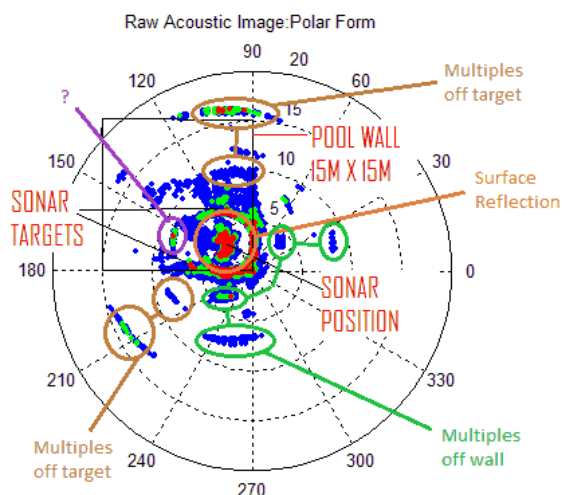 Raw Acoustic Image:Polar Form
90
120
20
60
Multiples
off target
?
15
POOL WALL
15M X 15M
150
10
30
Surface
Reflection
SONAR
TARGETS
5
180
0
SONAR
POSITION
210
330
Multiples
off target
Multiples
off wall
240
300
270